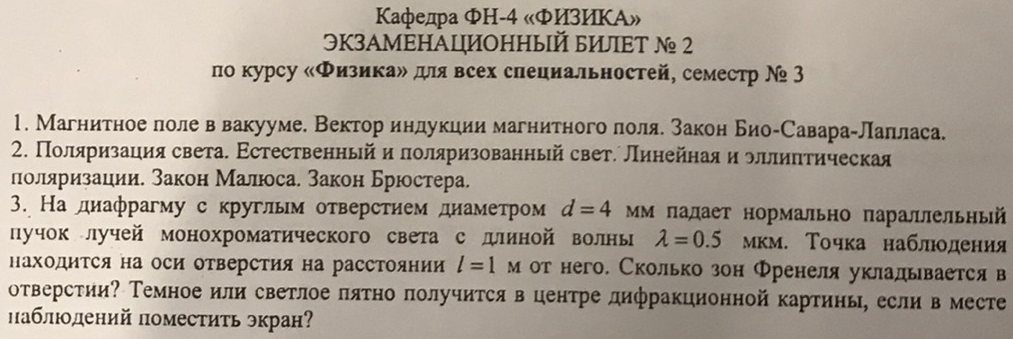 Кафедра ФН-4 «ФИЗИКА»
ЭКЗАМЕНАЦИОННЫЙ БИЛЕТ № 2
по курсу «Физика» для всех специальностей, семестр № 3
1. Магнитное поле в вакууме. Вектор индукции магнитного поля. Закон Био-Савара-Лапласа.
2. Поляризация света. Естественный и поляризованный свет. Линейная и эллиптическая
поляризации. Закон Малюса. Закон Брюстера.
3. На диафрагму с круглым отверстием диаметром d = 4 мм падает нормально параллельный
пучок лучей монохроматического света с длиной волны λ = 0.5 мкм. Точка наблюдения
находится на оси отверстия на расстоянии l = 1 м от него. Сколько зон Френеля укладывается в
отверстии? Темное или светлое пятно получится в центре дифракционной картины, если в месте
наблюдений поместить экран?